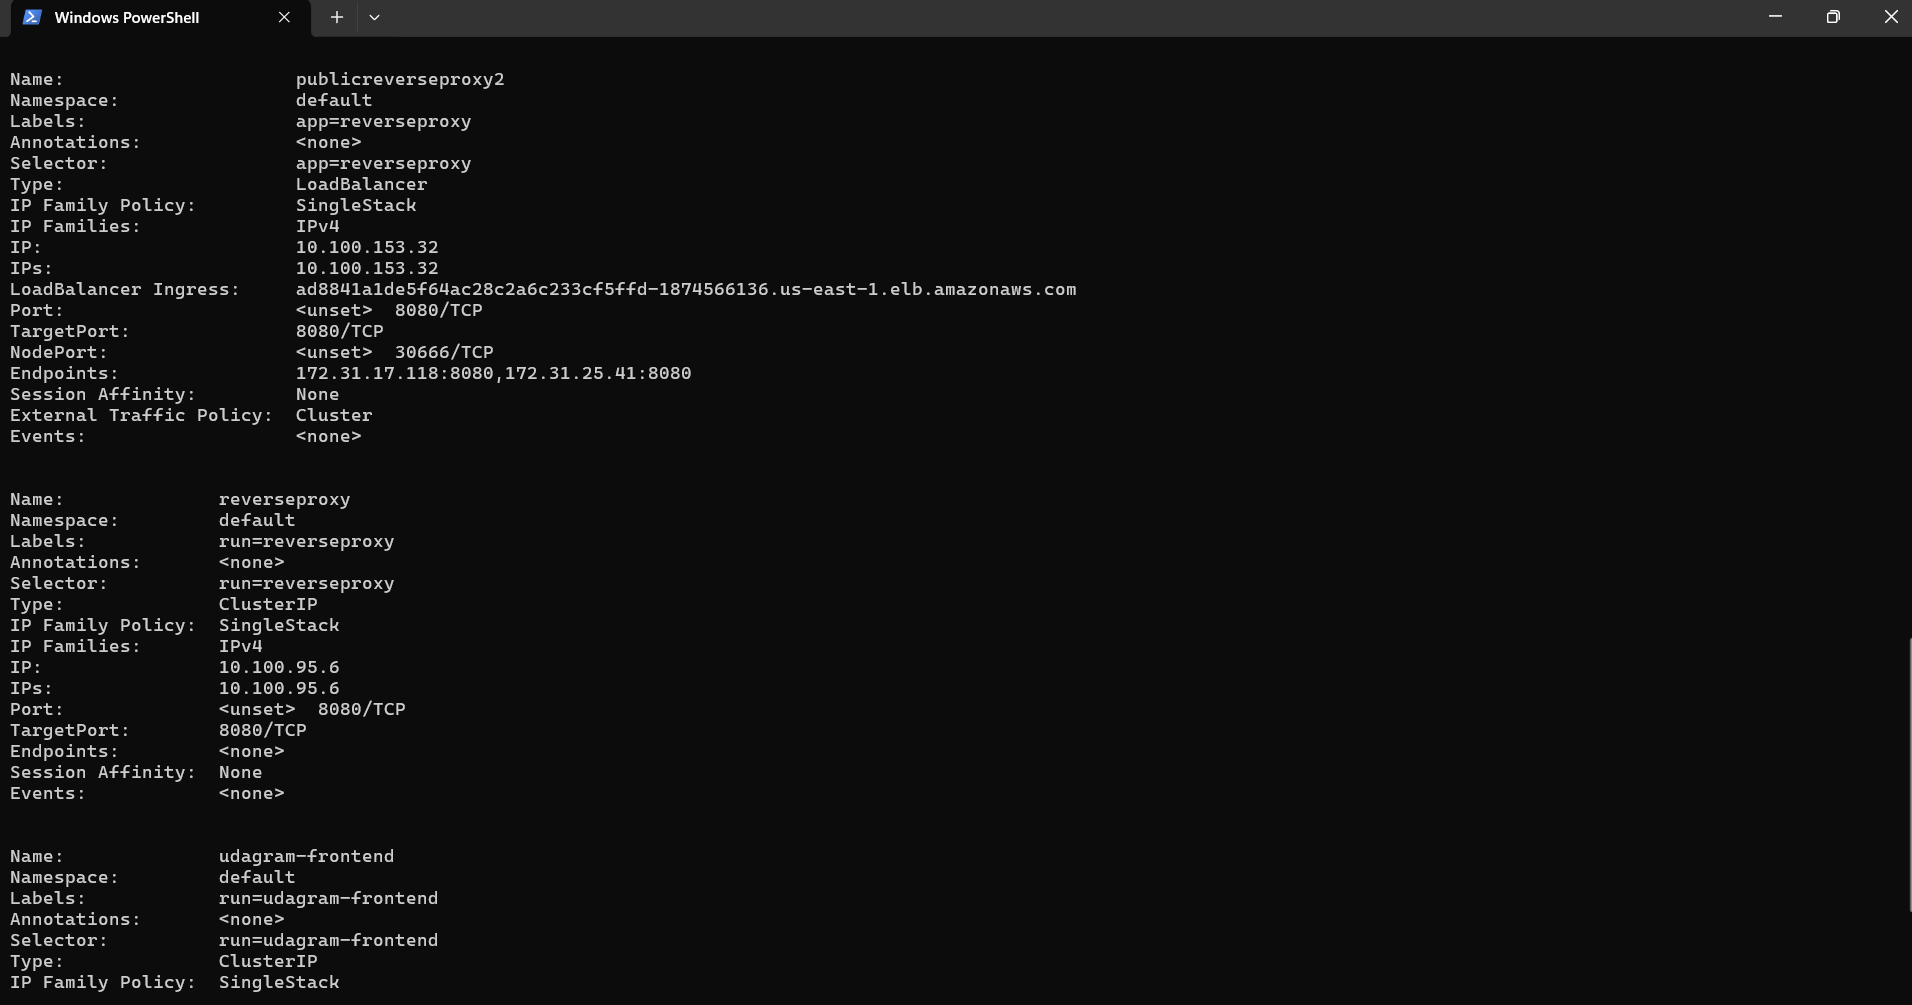 Windows PowerShell
Name:                     publicreverseproxy2
Namespace:                default
Labels:                   app=reverseproxy
Annotations:              <none>
Selector:                 app=reverseproxy
Type:                     LoadBalancer
IP Family Policy:         SingleStack
IP Families:              IPv4
IP:                       10.100.153.32
IPs:                      10.100.153.32
LoadBalancer Ingress:     ad8841a1de5f64ac28c2a6c233cf5ffd-1874566136.us-east-1.elb.amazonaws.com
Port:                     <unset>  8080/TCP
TargetPort:               8080/TCP
NodePort:                 <unset>  30666/TCP
Endpoints:                172.31.17.118:8080,172.31.25.41:8080
Session Affinity:         None
External Traffic Policy:  Cluster
Events:                   <none>
Name:              reverseproxy
Namespace:         default
Labels:            run=reverseproxy
Annotations:       <none>
Selector:          run=reverseproxy
Type:              ClusterIP
IP Family Policy:  SingleStack
IP Families:       IPv4
IP:                10.100.95.6
IPs:               10.100.95.6
Port:              <unset>  8080/TCP
TargetPort:        8080/TCP
Endpoints:         <none>
Session Affinity:  None
Events:            <none>
Name:              udagram-frontend
Namespace:         default
Labels:            run=udagram-frontend
Annotations:       <none>
Selector:          run=udagram-frontend
Type:              ClusterIP
IP Family Policy:  SingleStack